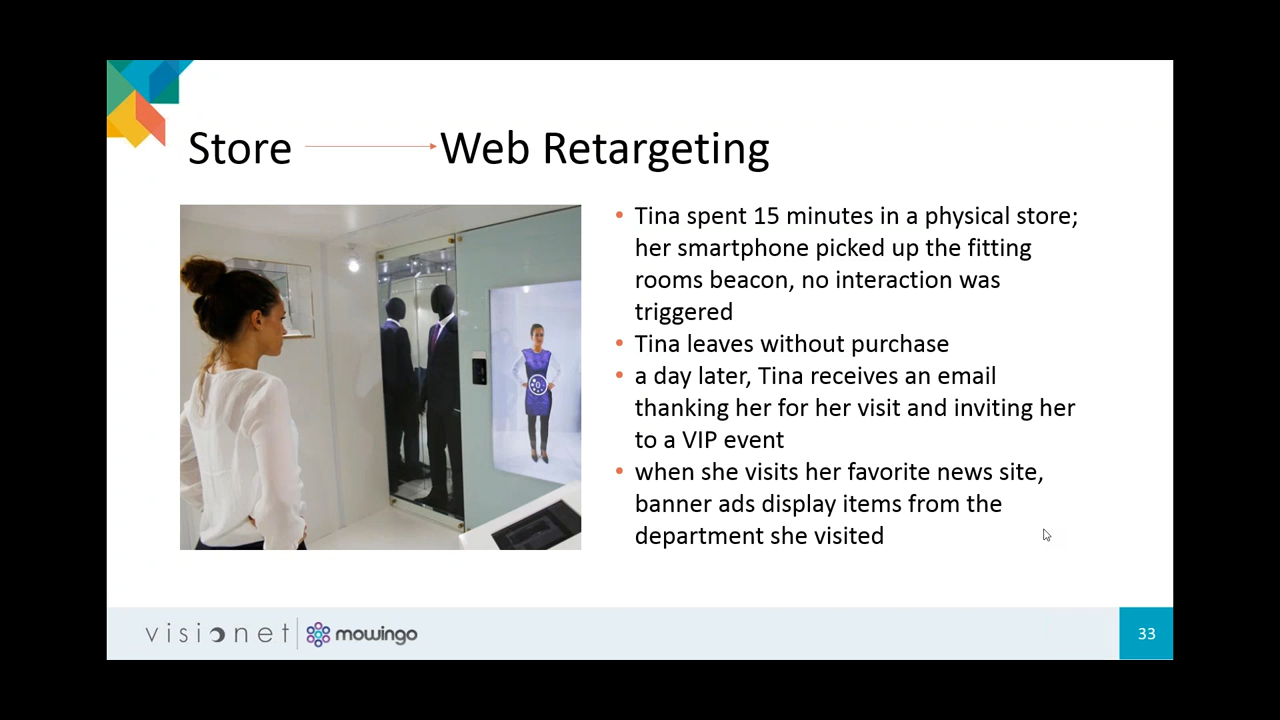 Store Web Retargeting
Tina spent 15 minutes in a physical store;
her smartphone picked up the fitting
rooms beacon, no interaction was
triggered
Tina leaves without purchase
a day later, Tina receives an email
thanking her for her visit and inviting her
to a VIP event
when she visits her favorite news site,
banner ads display items from the
department she visited
visionet mowingo
33